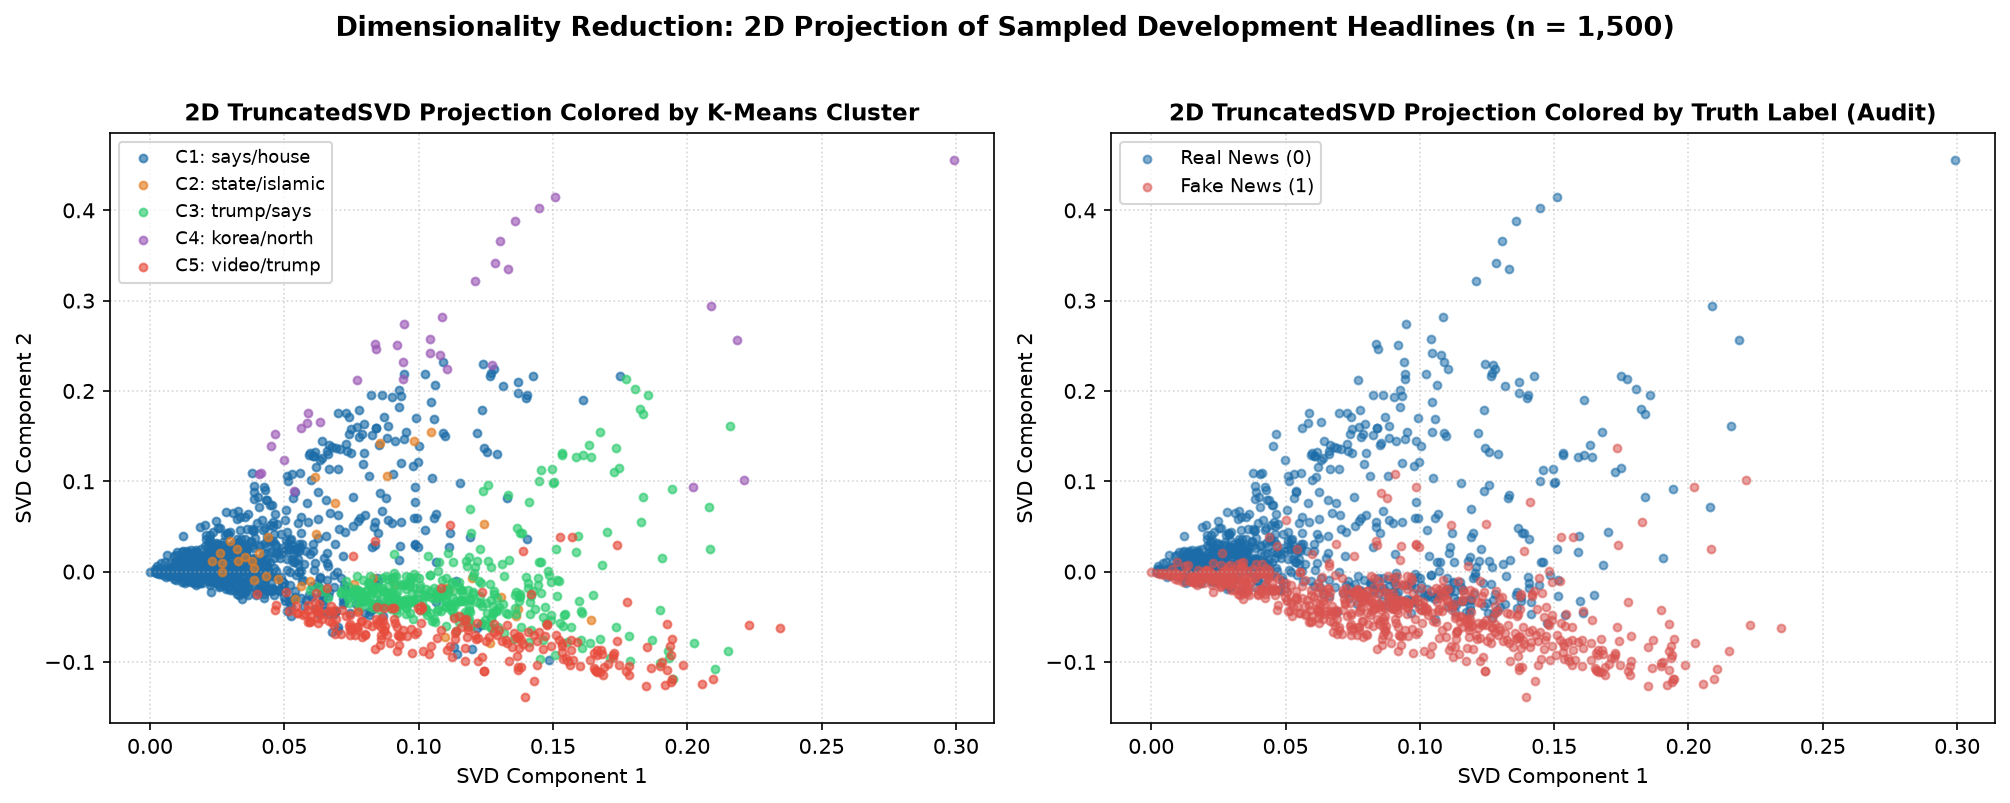 Dimensionality Reduction: 2D Projection of Sampled Development Headlines (n = 1,500)
2D TruncatedSVD Projection Colored by K-Means Cluster
C1: says/house
C2: state/islamic
C3: trump/says
C4: korea/north
C5: video/trump
SVD Component 2
0.4
0.3
0.2
0.1
0.0
−0.1
0.00 0.05 0.10 0.15 0.20 0.25 0.30
SVD Component 1
2D TruncatedSVD Projection Colored by Truth Label (Audit)
Real News (0)
Fake News (1)
SVD Component 2
0.4
0.3
0.2
0.1
0.0
−0.1
0.00 0.05 0.10 0.15 0.20 0.25 0.30
SVD Component 1